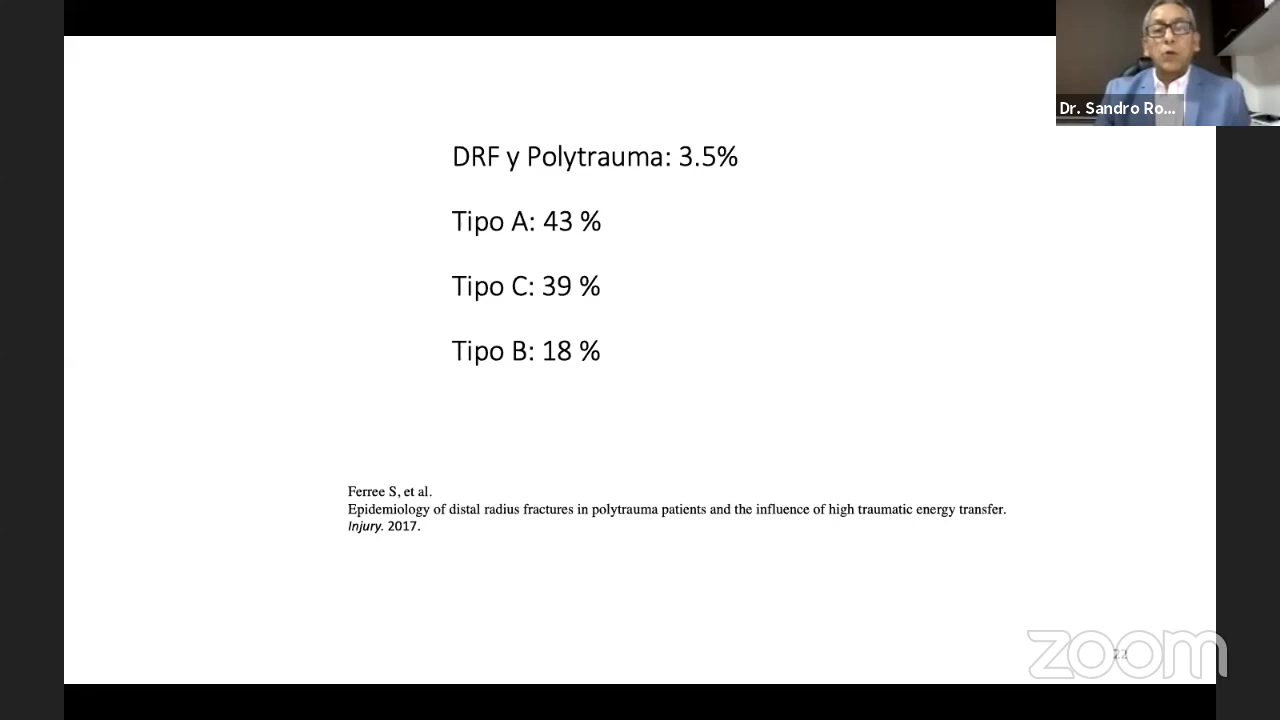 Dr. Sandro Ro...
DRF y Polytrauma: 3.5%
Tipo A: 43 %
Tipo C: 39 %
Tipo B: 18 %
Ferree S, et al.
Epidemiology of distal radius fractures in polytrauma patients and the influence of high traumatic energy transfer.
Injury. 2017.
zoom
22